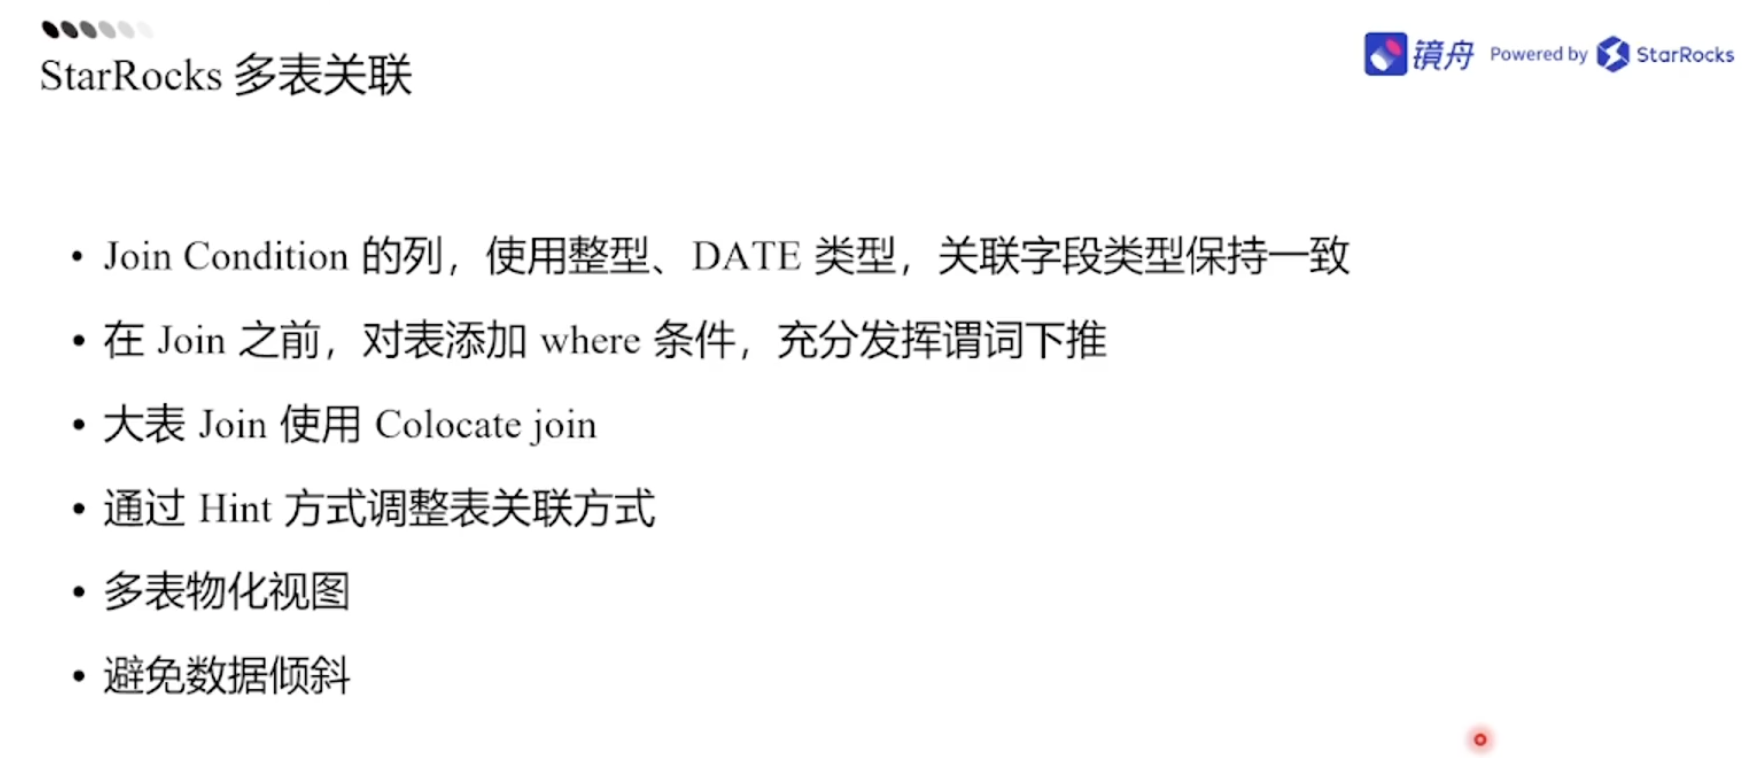 StarRocks 多表关联
镜舟 Powered by StarRocks
• Join Condition 的列，使用整型、DATE 类型，关联字段类型保持一致
• 在 Join 之前，对表添加 where 条件，充分发挥谓词下推
• 大表 Join 使用 Colocate join
• 通过 Hint 方式调整表关联方式
• 多表物化视图
• 避免数据倾斜